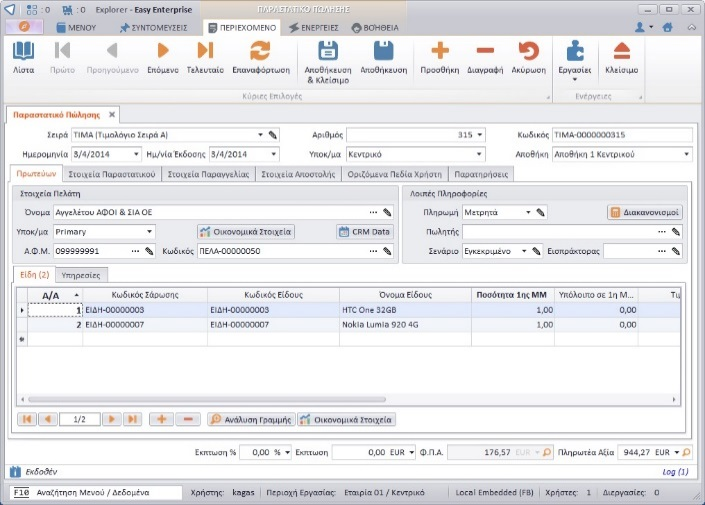 : 0 : 0 Explorer - Easy Enterprise ΠΑΡΑΣΤΑΤΙΚΟ ΠΩΛΗΣΗΣ
ΜΕΝΟΥ ΣΥΝΤΟΜΕΥΣΕΙΣ ΠΕΡΙΕΧΟΜΕΝΟ ΕΝΕΡΓΕΙΕΣ ΒΟΉΘΕΙΑ
Λίστα Πρώτο Προηγούμενο Επόμενο Τελευταίο Επαναφόρτωση Αποθήκευση & Κλείσιμο Αποθήκευση Προσθήκη Διαγραφή Ακύρωση Εργασίες Κλείσιμο
Κύριες Επιλογές Ενέργειες
Παραστατικό Πώλησης
Σειρά ΤΙΜΑ (Τιμολόγιο Σειρά Α) Αριθμός 315 Κωδικός ΤΙΜΑ-0000000315
Ημερομηνία 3/4/2014 Ημ/νία Έκδοσης 3/4/2014 Υποκ/μα Κεντρικό Αποθήκη Αποθήκη 1 Κεντρικού
Πρωτεύων Στοιχεία Παραστατικού Στοιχεία Παραγγελίας Στοιχεία Αποστολής Οριζόμενα Πεδία Χρήστη Παρατηρήσεις
Στοιχεία Πελάτη Λοιπές Πληροφορίες
Όνομα Αγγελέτου ΑΦΟΙ & ΣΙΑ ΟΕ Πληρωμή Μετρητά Διακανονισμοί
Υποκ/μα Primary Οικονομικά Στοιχεία CRM Data Πωλητής
Α.Φ.Μ. 099999991 Κωδικός ΠΕΛΑ-00000050 Σενάριο Εγκεκριμένο Εισπράκτορας
Είδη (2) Υπηρεσίες
Α/Α Κωδικός Σάρωσης Κωδικός Είδους Όνομα Είδους Ποσότητα 1ης ΜΜ Υπόλοιπο σε 1η Μ... Τιμ
1 ΕΙΔΗ-00000003 ΕΙΔΗ-00000003 HTC One 32GB 1,00 0,00
2 ΕΙΔΗ-00000007 ΕΙΔΗ-00000007 Nokia Lumia 920 4G 1,00 0,00
1/2 Ανάλυση Γραμμής Οικονομικά Στοιχεία
Εκπτωση % 0,00 % Εκπτωση 0,00 EUR Φ.Π.Α. 176,57 EUR Πληρωτέα Αξία 944,27 EUR
Εκδοθέν Log (1)
F10 Αναζήτηση Μενού / Δεδομένα Χρήστης: kagas Περιοχή Εργασίας: Εταιρία 01 / Κεντρικό Local Embedded (FB) Χρήστες: 1 Διεργασίες: 0